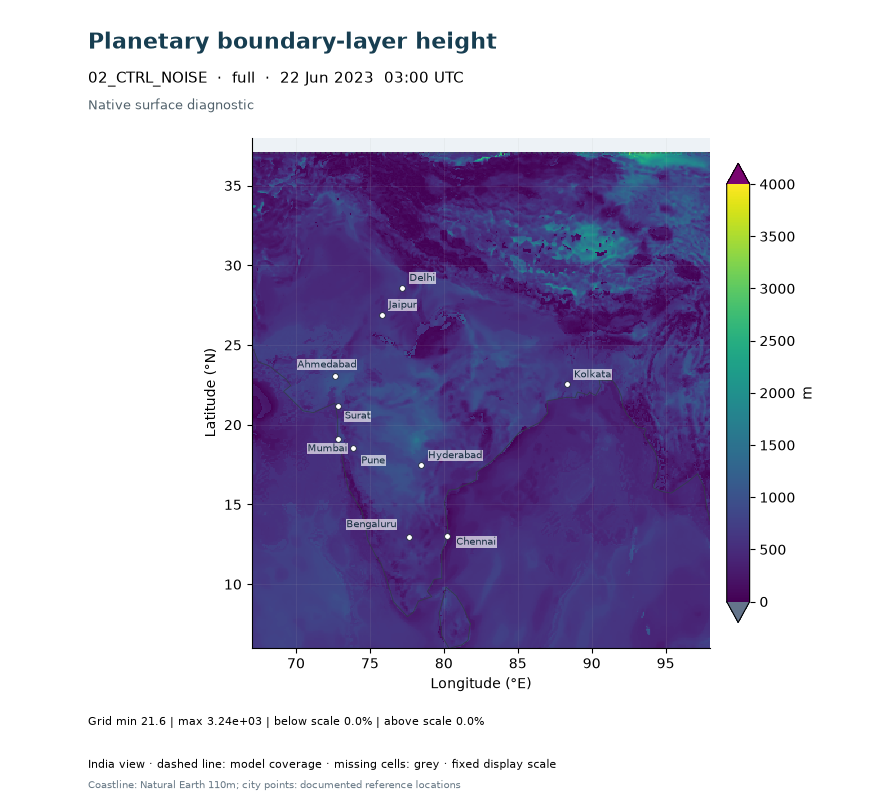 Planetary boundary-layer height
02_CTRL_NOISE · full · 22 Jun 2023 03:00 UTC
Native surface diagnostic
35
30
25
20
15
10
Latitude (°N)
Delhi
Jaipur
Ahmedabad
Kolkata
Surat
Mumbai
Pune
Hyderabad
Bengaluru
Chennai
70
75
80
85
90
95
Longitude (°E)
4000
3500
3000
2500
2000
1500
1000
500
0
m
Grid min 21.6 | max 3.24e+03 | below scale 0.0% | above scale 0.0%
India view · dashed line: model coverage · missing cells: grey · fixed display scale
Coastline: Natural Earth 110m; city points: documented reference locations